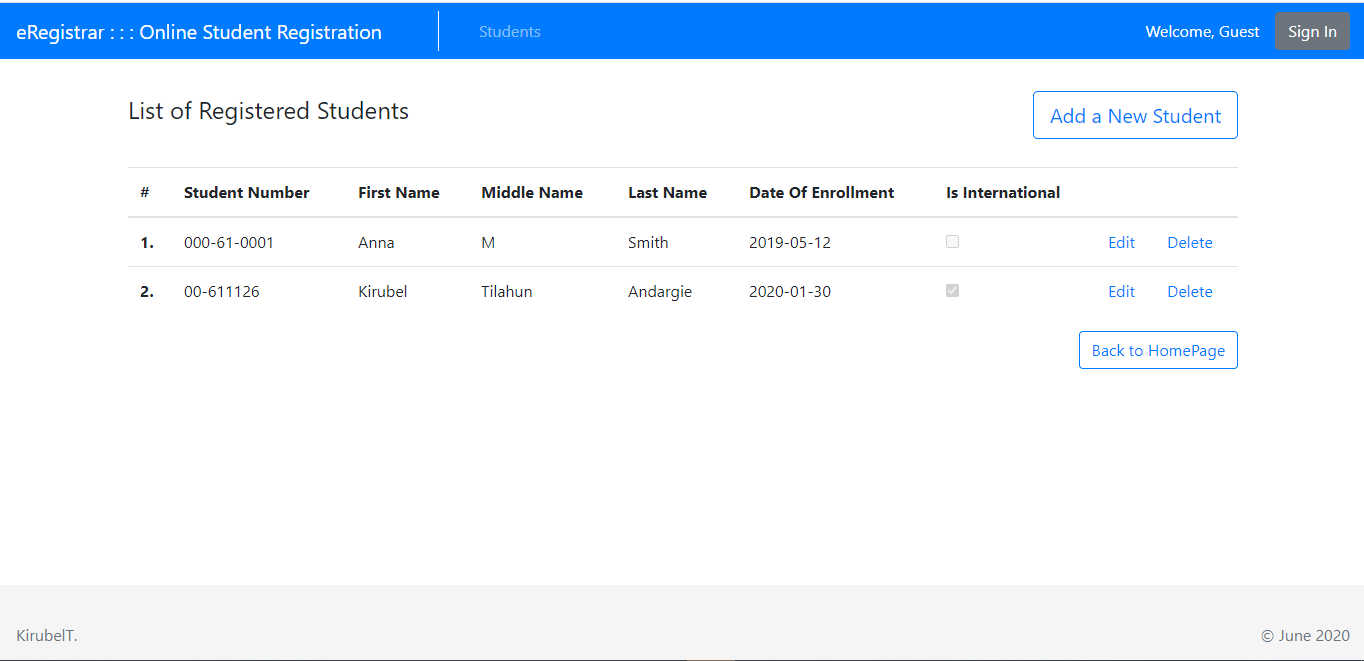 eRegistrar : : : Online Student Registration Students Welcome, Guest Sign In
List of Registered Students Add a New Student
# Student Number First Name Middle Name Last Name Date Of Enrollment Is International
1. 000-61-0001 Anna M Smith 2019-05-12 Edit Delete
2. 00-611126 Kirubel Tilahun Andargie 2020-01-30 Edit Delete
Back to HomePage
KirubelT. © June 2020